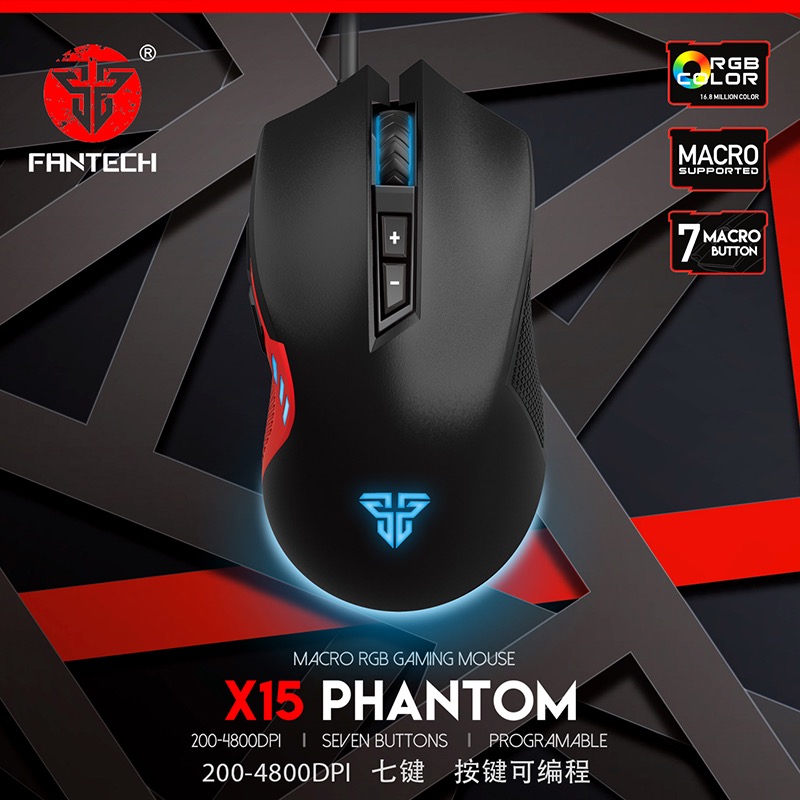 ®
FANTECH
RGB
COLOR
16.8 MILLION COLOR
MACRO
SUPPORTED
7 MACRO
BUTTON
+
-
MACRO RGB GAMING MOUSE
X15 PHANTOM
200-4800DPI | SEVEN BUTTONS | PROGRAMABLE
200-4800DPI 七键 按键可编程